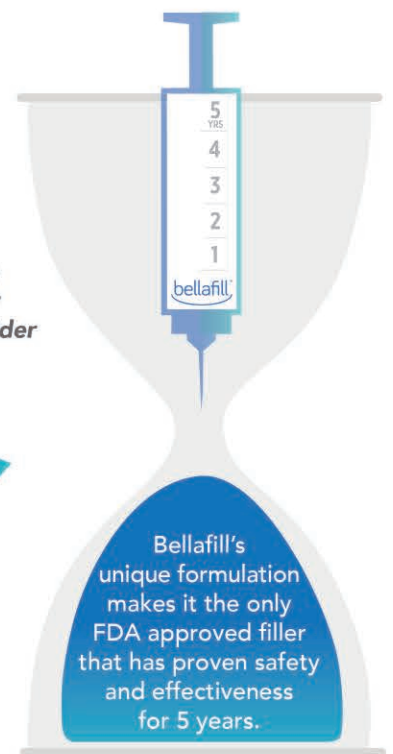 5
YRS
4
3
2
1
bellafill®
der
Bellafill's
unique formulation
makes it the only
FDA approved filler
that has proven safety
and effectiveness
for 5 years.